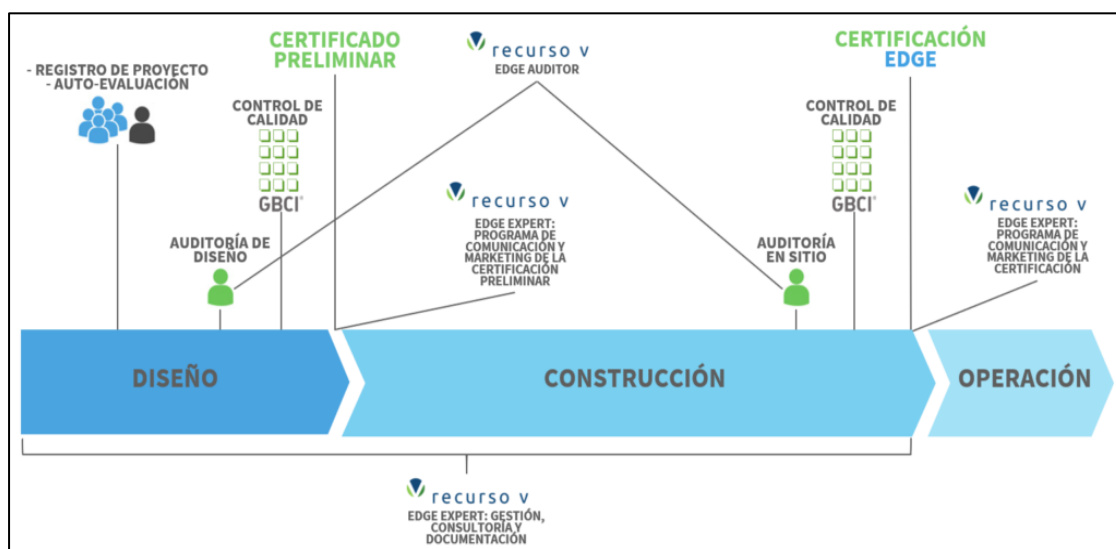 - REGISTRO DE PROYECTO
- AUTO-EVALUACIÓN
CERTIFICADO
PRELIMINAR
CONTROL DE
CALIDAD
GBCI®
AUDITORÍA DE
DISEÑO
recurso v
EDGE AUDITOR
recurso v
EDGE EXPERT:
PROGRAMA DE
COMUNICACIÓN Y
MARKETING DE LA
CERTIFICACIÓN
PRELIMINAR
CERTIFICACIÓN
EDGE
CONTROL DE
CALIDAD
GBCI®
AUDITORÍA
EN SITIO
recurso v
EDGE EXPERT:
PROGRAMA DE
COMUNICACIÓN Y
MARKETING DE LA
CERTIFICACIÓN
DISEÑO
CONSTRUCCIÓN
OPERACIÓN
recurso v
EDGE EXPERT: GESTIÓN,
CONSULTORÍA Y
DOCUMENTACIÓN